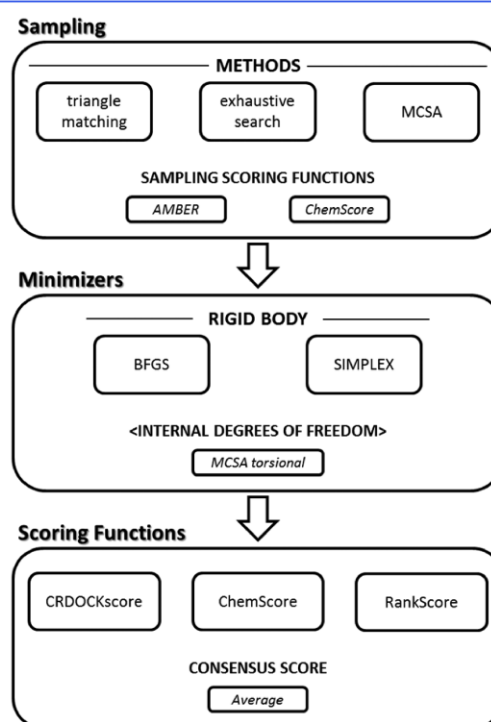 Sampling
METHODS
triangle
matching
exhaustive
search
MCSA
SAMPLING SCORING FUNCTIONS
AMBER
ChemScore
Minimizers
RIGID BODY
BFGS
SIMPLEX
<INTERNAL DEGREES OF FREEDOM>
MCSA torsional
Scoring Functions
CRDOCKscore
ChemScore
RankScore
CONSENSUS SCORE
Average